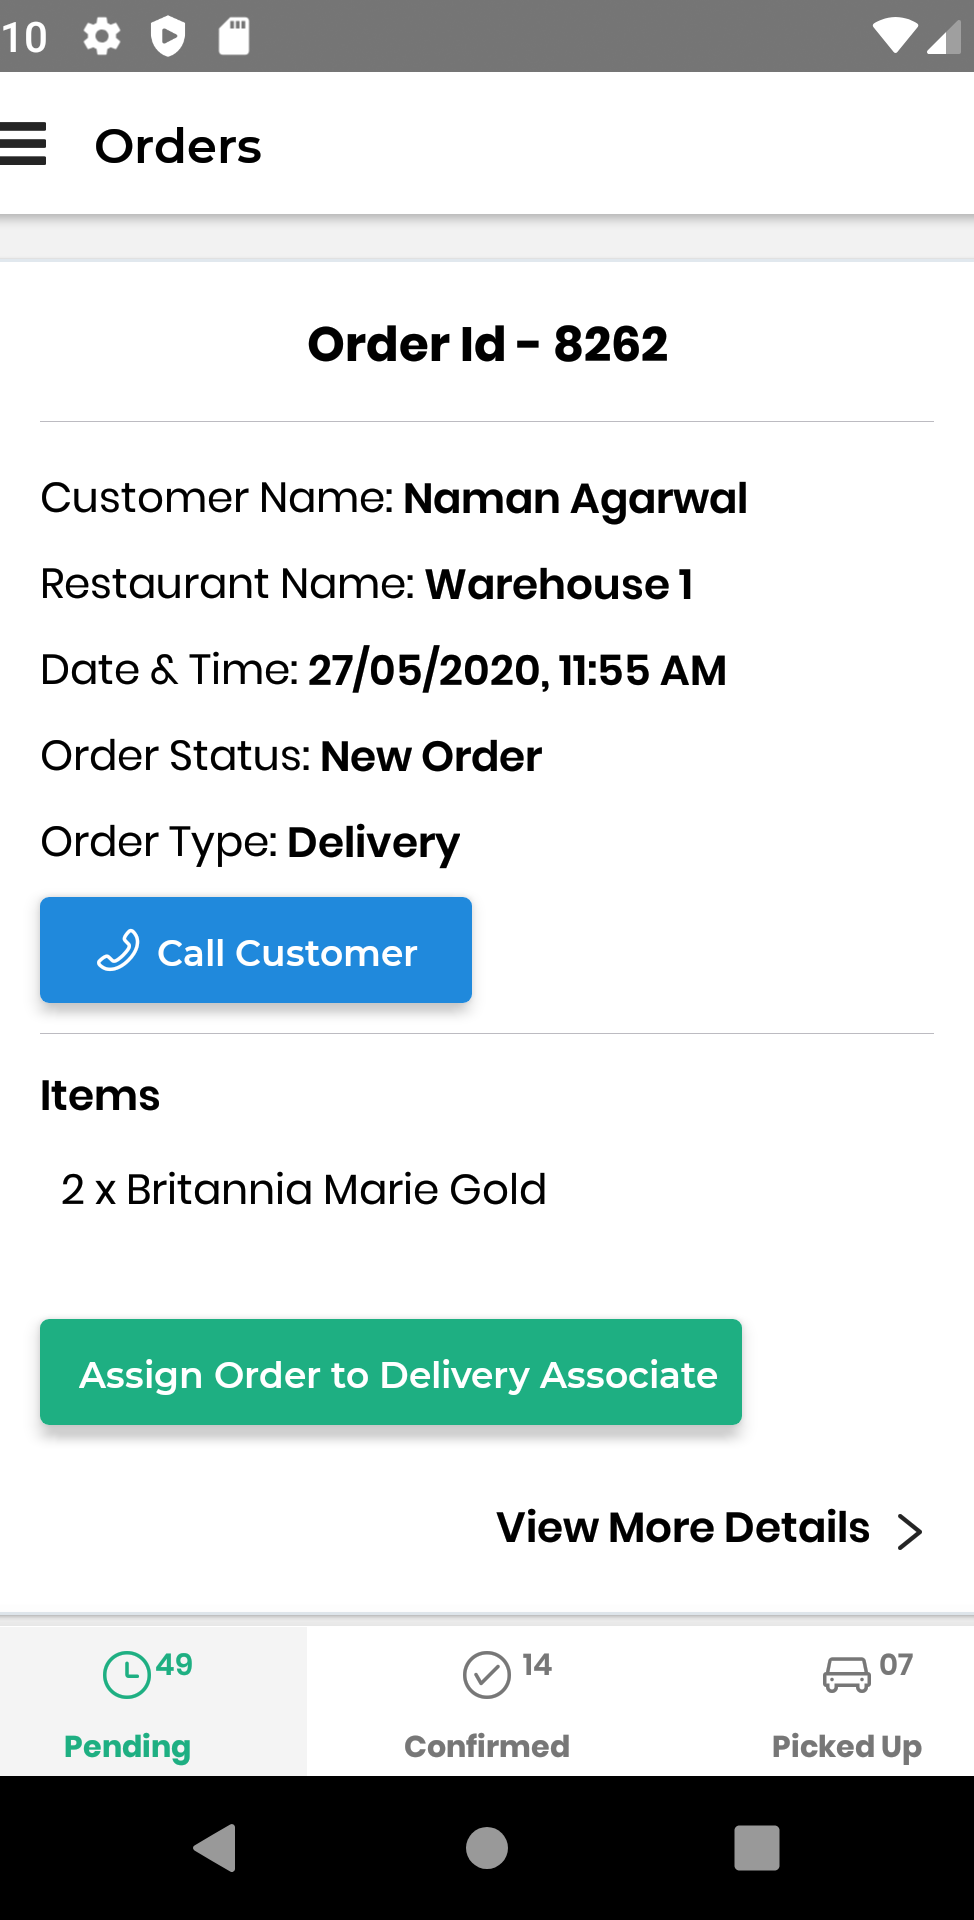 10
Orders
Order Id - 8262
Customer Name: Naman Agarwal
Restaurant Name: Warehouse 1
Date & Time: 27/05/2020, 11:55 AM
Order Status: New Order
Order Type: Delivery
Call Customer
Items
2 x Britannia Marie Gold
Assign Order to Delivery Associate
View More Details
49 14 07
Pending Confirmed Picked Up